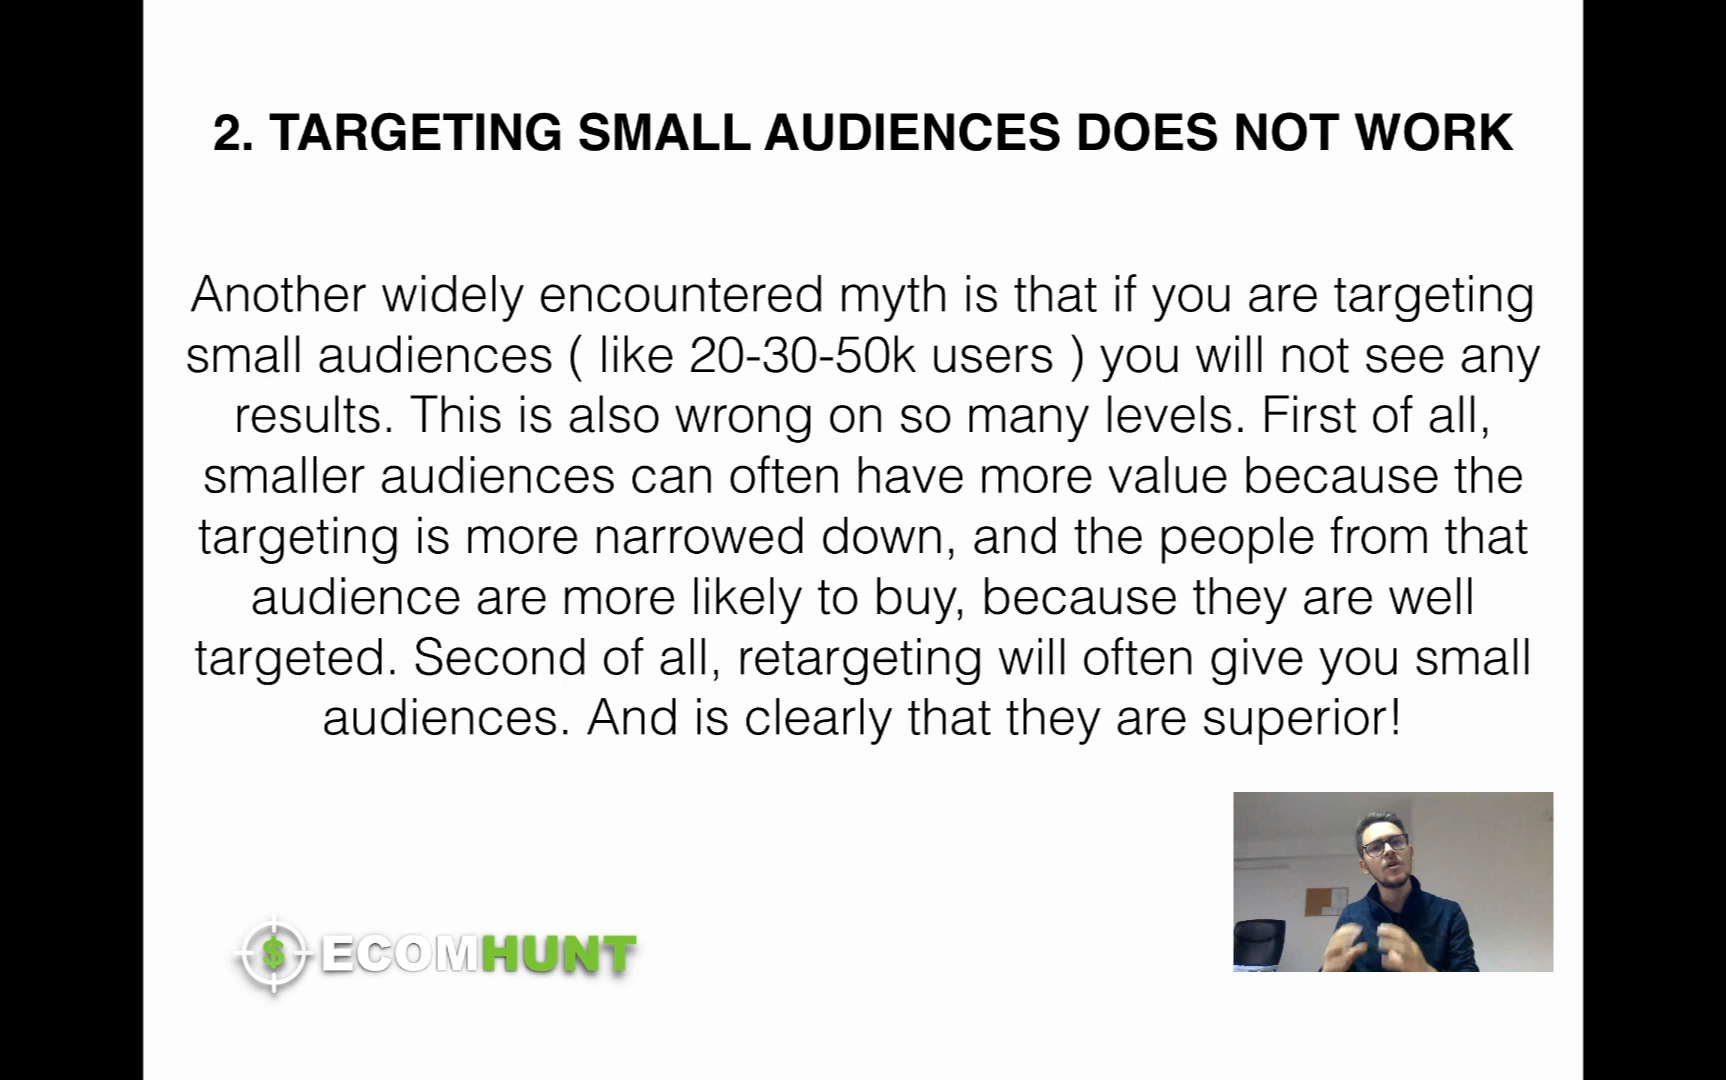 2. TARGETING SMALL AUDIENCES DOES NOT WORK
Another widely encountered myth is that if you are targeting
small audiences ( like 20-30-50k users ) you will not see any
results. This is also wrong on so many levels. First of all,
smaller audiences can often have more value because the
targeting is more narrowed down, and the people from that
audience are more likely to buy, because they are well
targeted. Second of all, retargeting will often give you small
audiences. And is clearly that they are superior!
$ ECOMHUNT